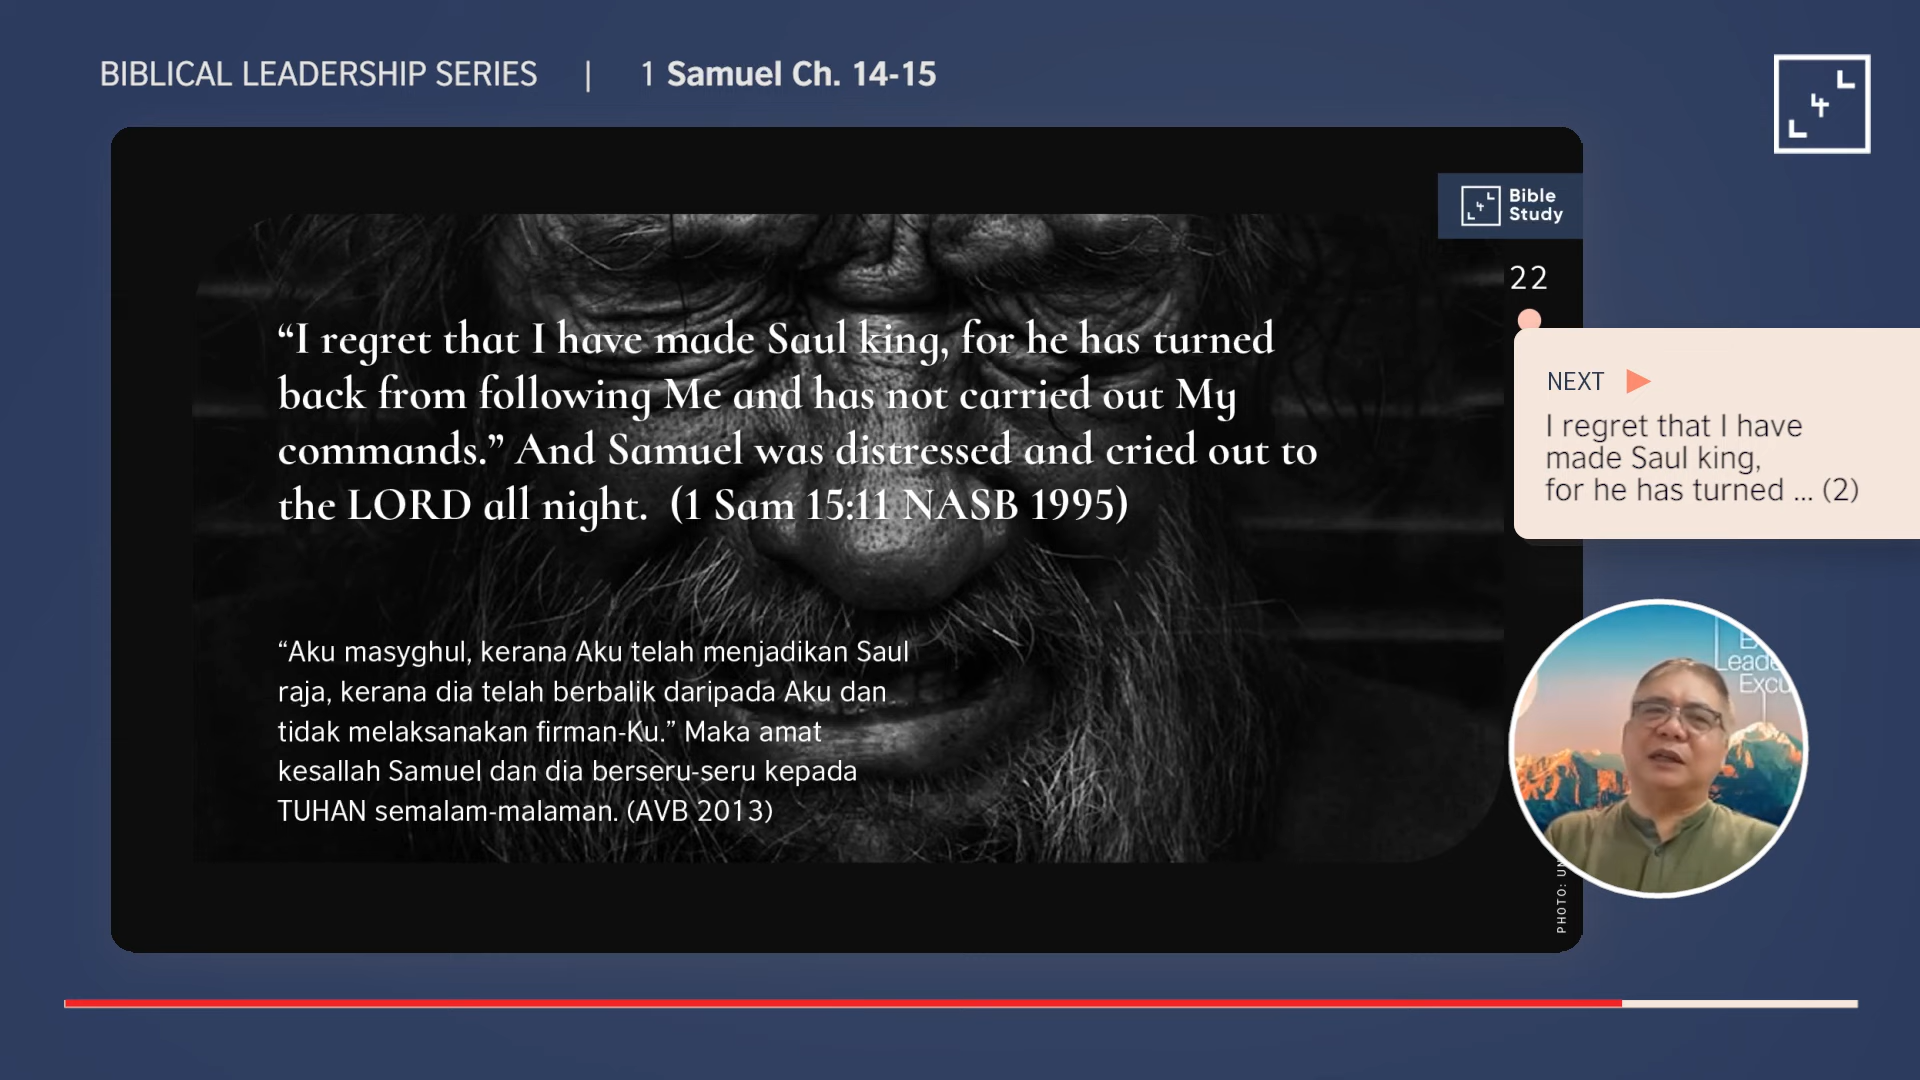 BIBLICAL LEADERSHIP SERIES | 1 Samuel Ch. 14-15
Bible
Study
22
“I regret that I have made Saul king, for he has turned
back from following Me and has not carried out My
commands.” And Samuel was distressed and cried out to
the LORD all night. (1 Sam 15:11 NASB 1995)
“Aku masyghul, kerana Aku telah menjadikan Saul
raja, kerana dia telah berbalik daripada Aku dan
tidak melaksanakan firman-Ku.” Maka amat
kesallah Samuel dan dia berseru-seru kepada
TUHAN semalam-malaman. (AVB 2013)
NEXT
I regret that I have
made Saul king,
for he has turned ... (2)
PHOTO: